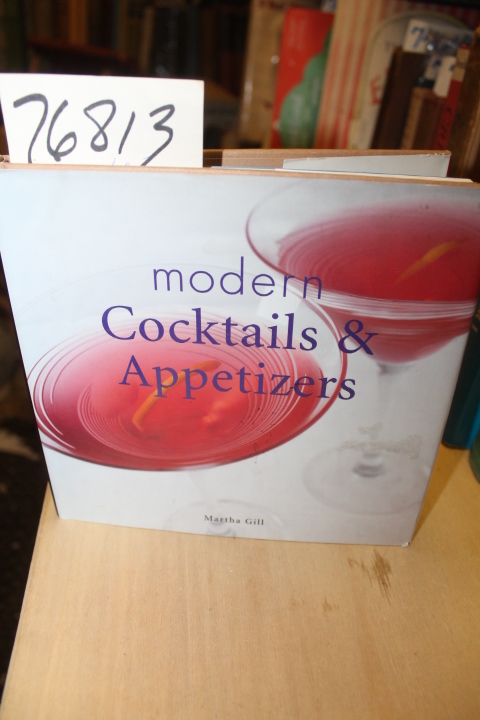 76813
modern
Cocktails &
Appetizers
Martha Gill